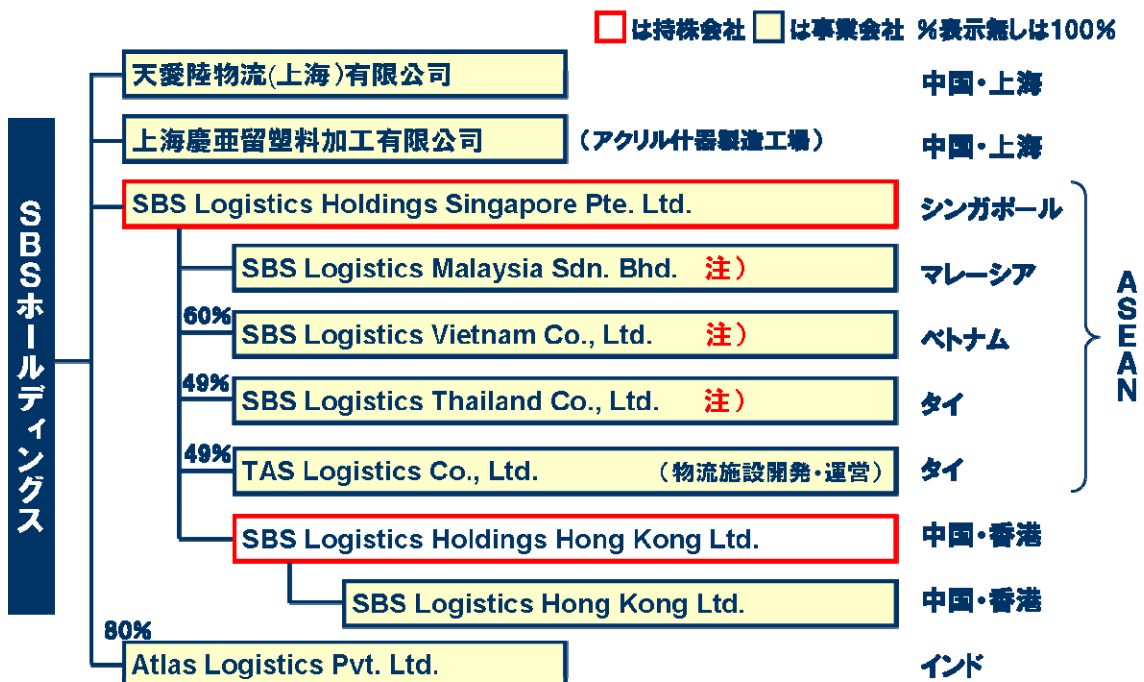 は持株会社 は事業会社 %表示無しは100%
天愛陸物流(上海)有限公司 中国・上海
上海慶亜留塑料加工有限公司 (アクリル什器製造工場) 中国・上海
SBSホールディングス
SBS Logistics Holdings Singapore Pte. Ltd. シンガポール
SBS Logistics Malaysia Sdn. Bhd. 注) マレーシア
60% SBS Logistics Vietnam Co., Ltd. 注) ベトナム
49% SBS Logistics Thailand Co., Ltd. 注) タイ
49% TAS Logistics Co., Ltd. (物流施設開発・運営) タイ
ASEAN
SBS Logistics Holdings Hong Kong Ltd. 中国・香港
SBS Logistics Hong Kong Ltd. 中国・香港
80%
Atlas Logistics Pvt. Ltd. インド